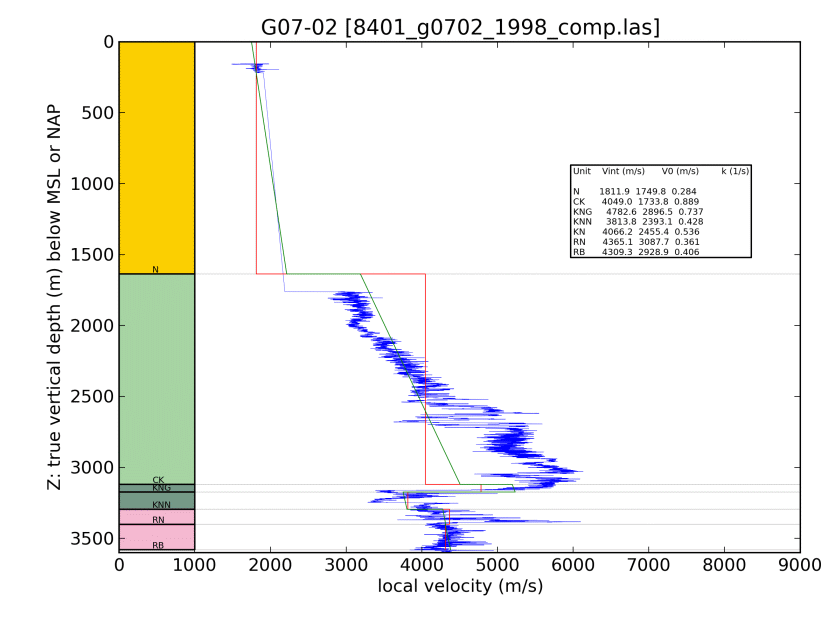 G07-02 [8401_g0702_1998_comp.las]
Z: true vertical depth (m) below MSL or NAP
0
500
1000
1500
2000
2500
3000
3500
N
CK
KNG
KNN
RN
RB
Unit Vint (m/s) V0 (m/s) k (1/s)
N 1811.9 1749.8 0.284
CK 4049.0 1733.8 0.889
KNG 4782.6 2896.5 0.737
KNN 3813.8 2393.1 0.428
KN 4066.2 2455.4 0.536
RN 4365.1 3087.7 0.361
RB 4309.3 2928.9 0.406
0 1000 2000 3000 4000 5000 6000 7000 8000 9000
local velocity (m/s)